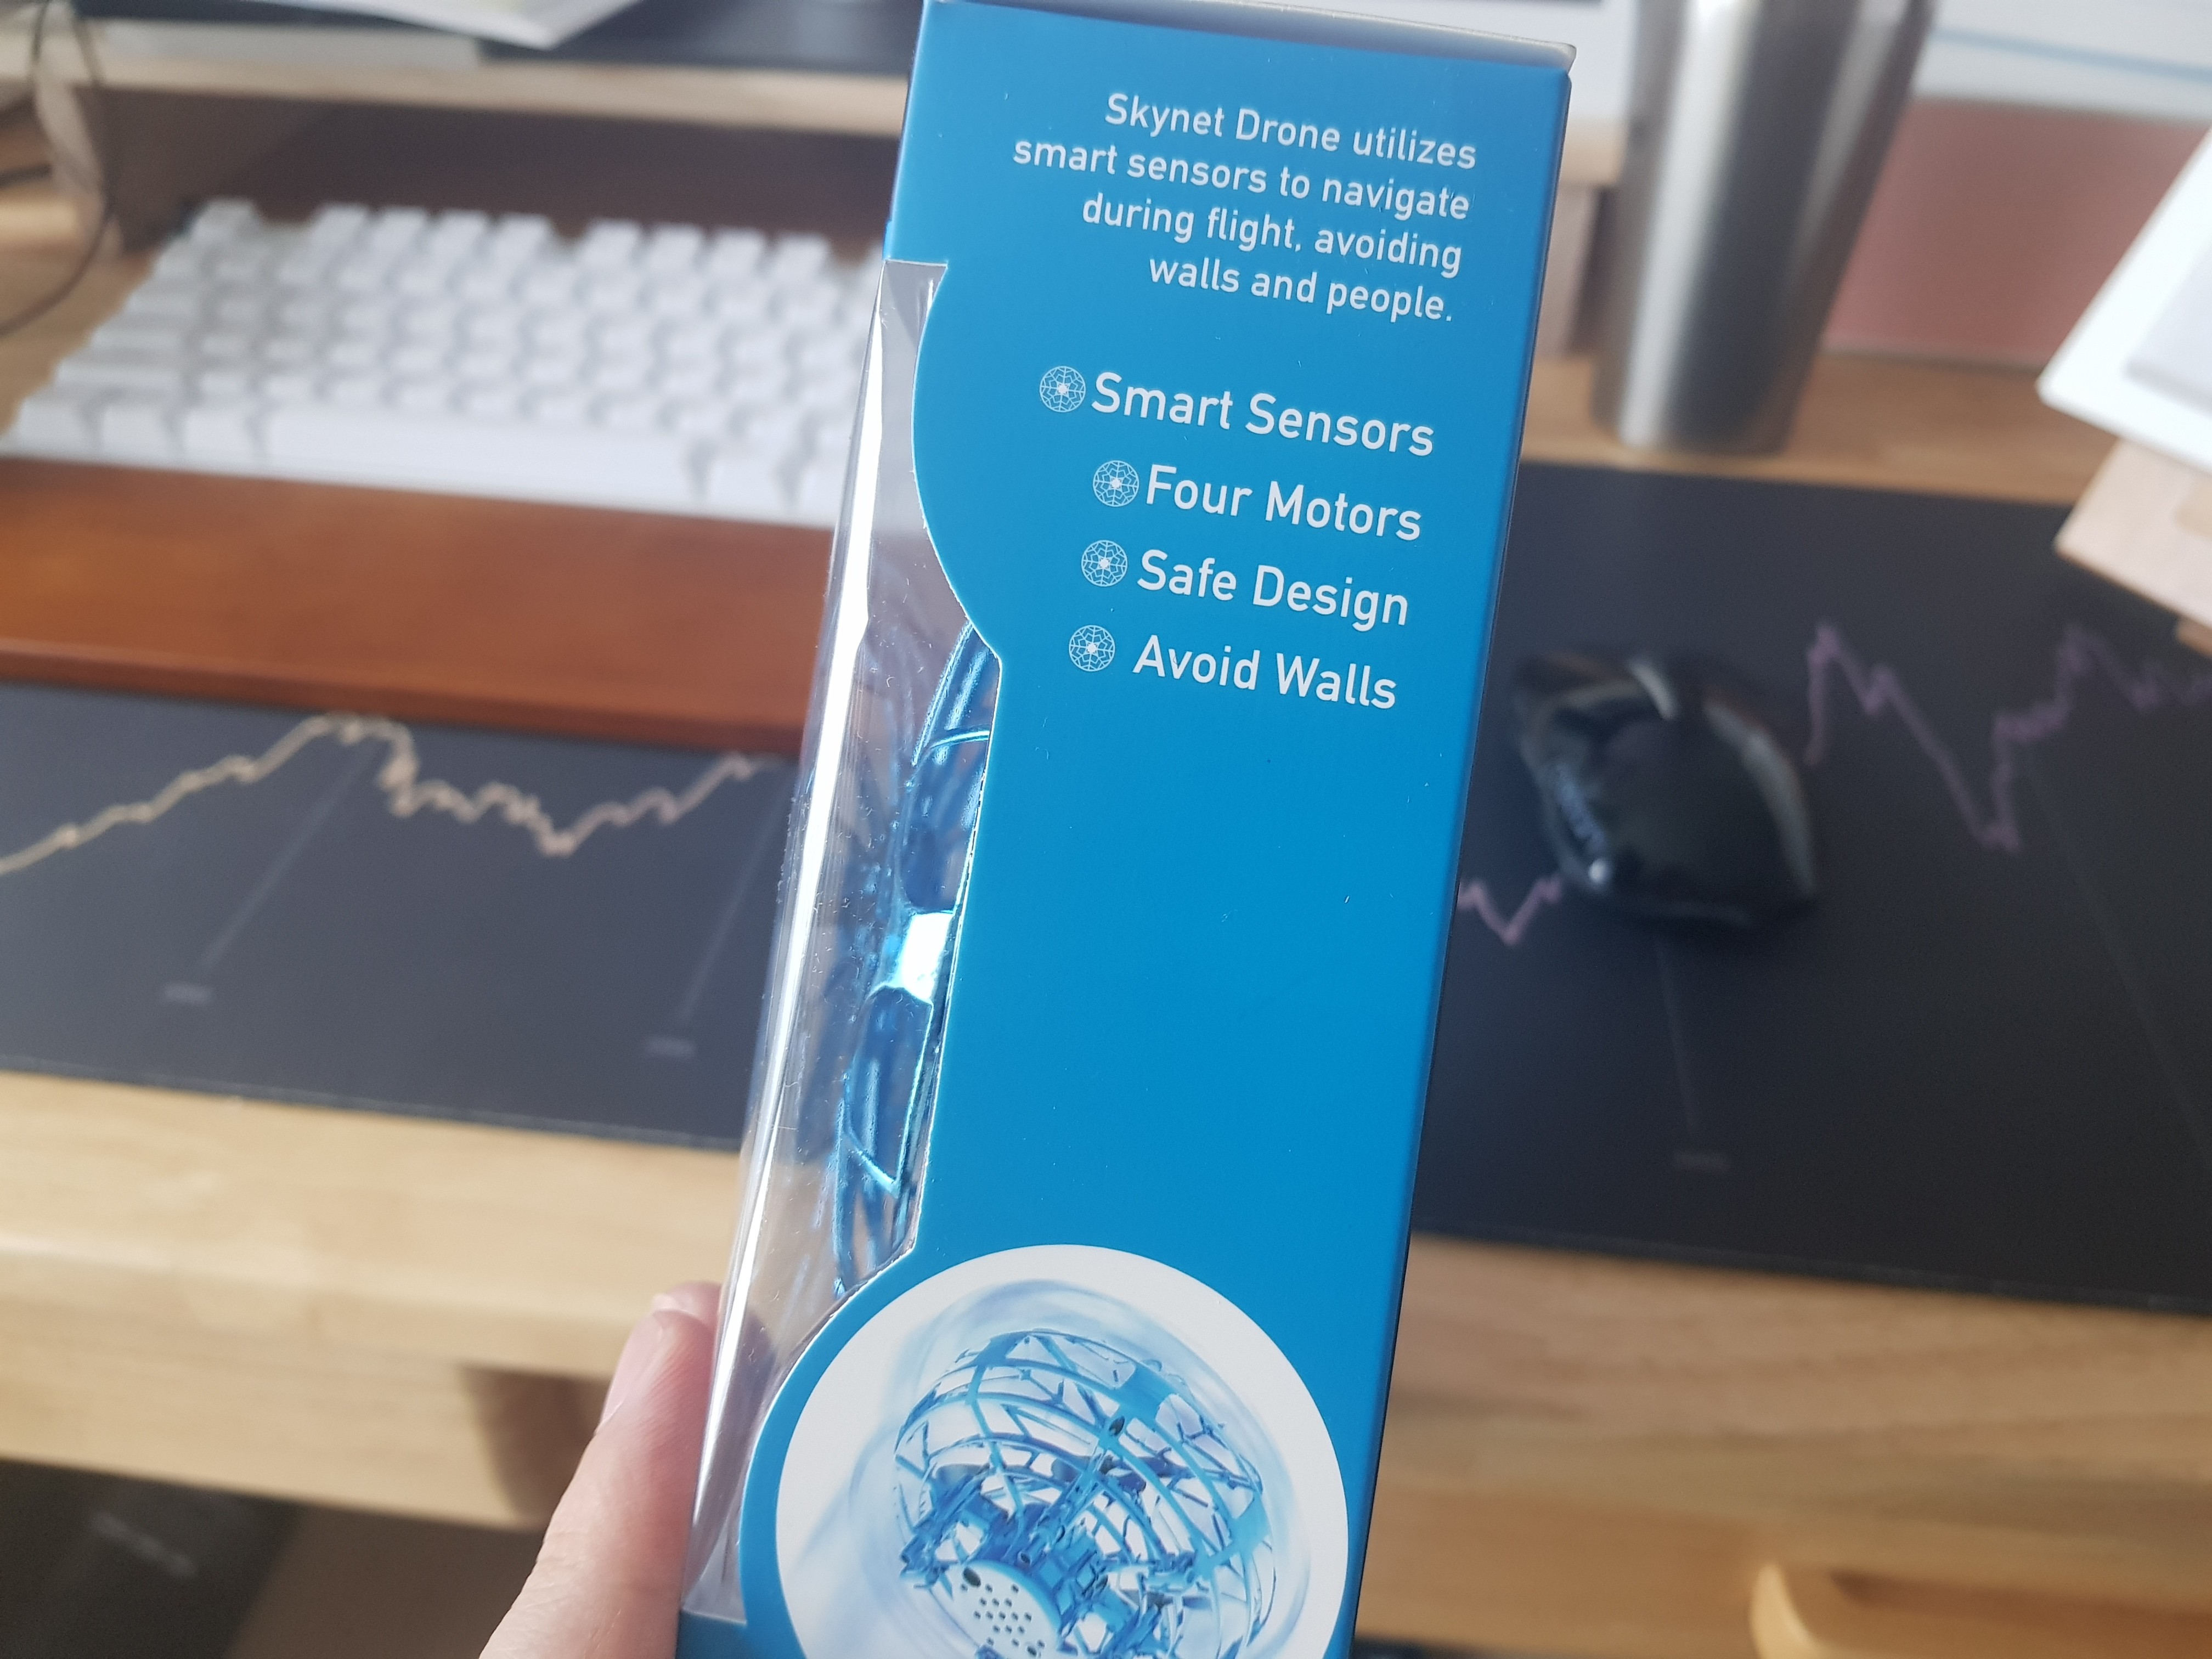 Skynet Drone utilizes
smart sensors to navigate
during flight, avoiding
walls and people.
Smart Sensors
Four Motors
Safe Design
Avoid Walls